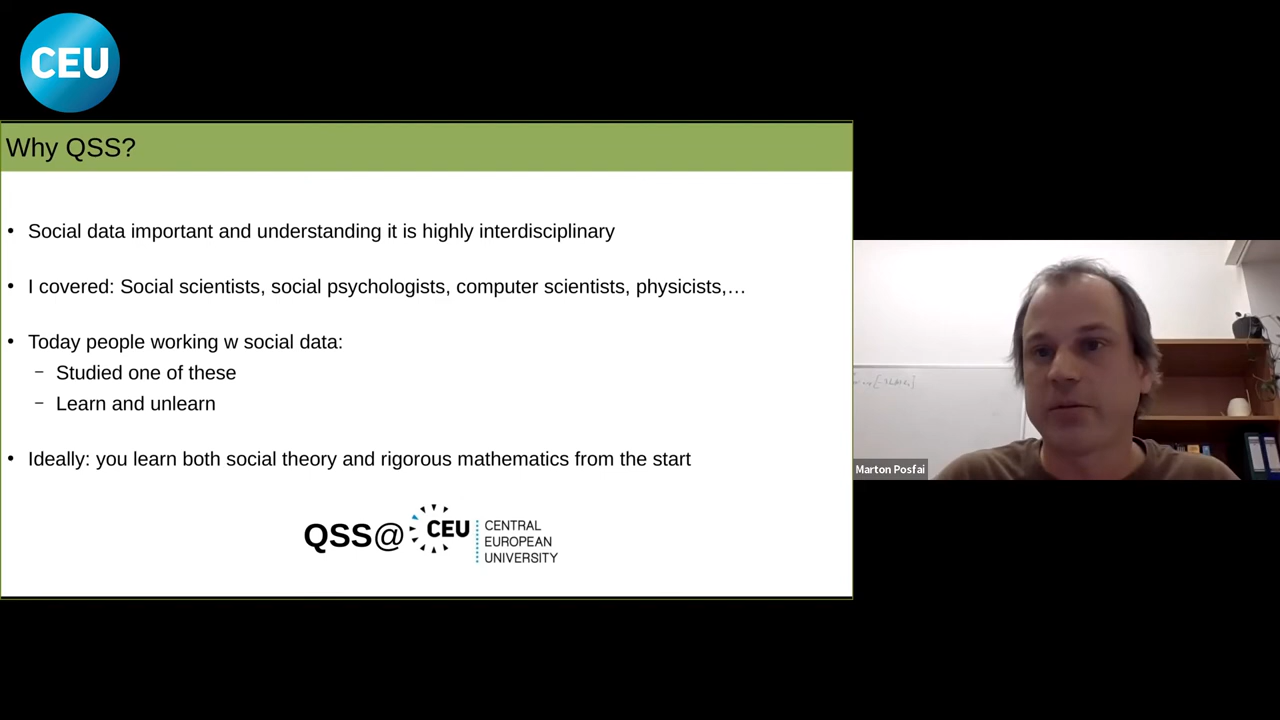 CEU
Why QSS?
• Social data important and understanding it is highly interdisciplinary
• I covered: Social scientists, social psychologists, computer scientists, physicists,…
• Today people working w social data:
– Studied one of these
– Learn and unlearn
• Ideally: you learn both social theory and rigorous mathematics from the start
QSS@ CEU
CENTRAL
EUROPEAN
UNIVERSITY
Marton Posfai